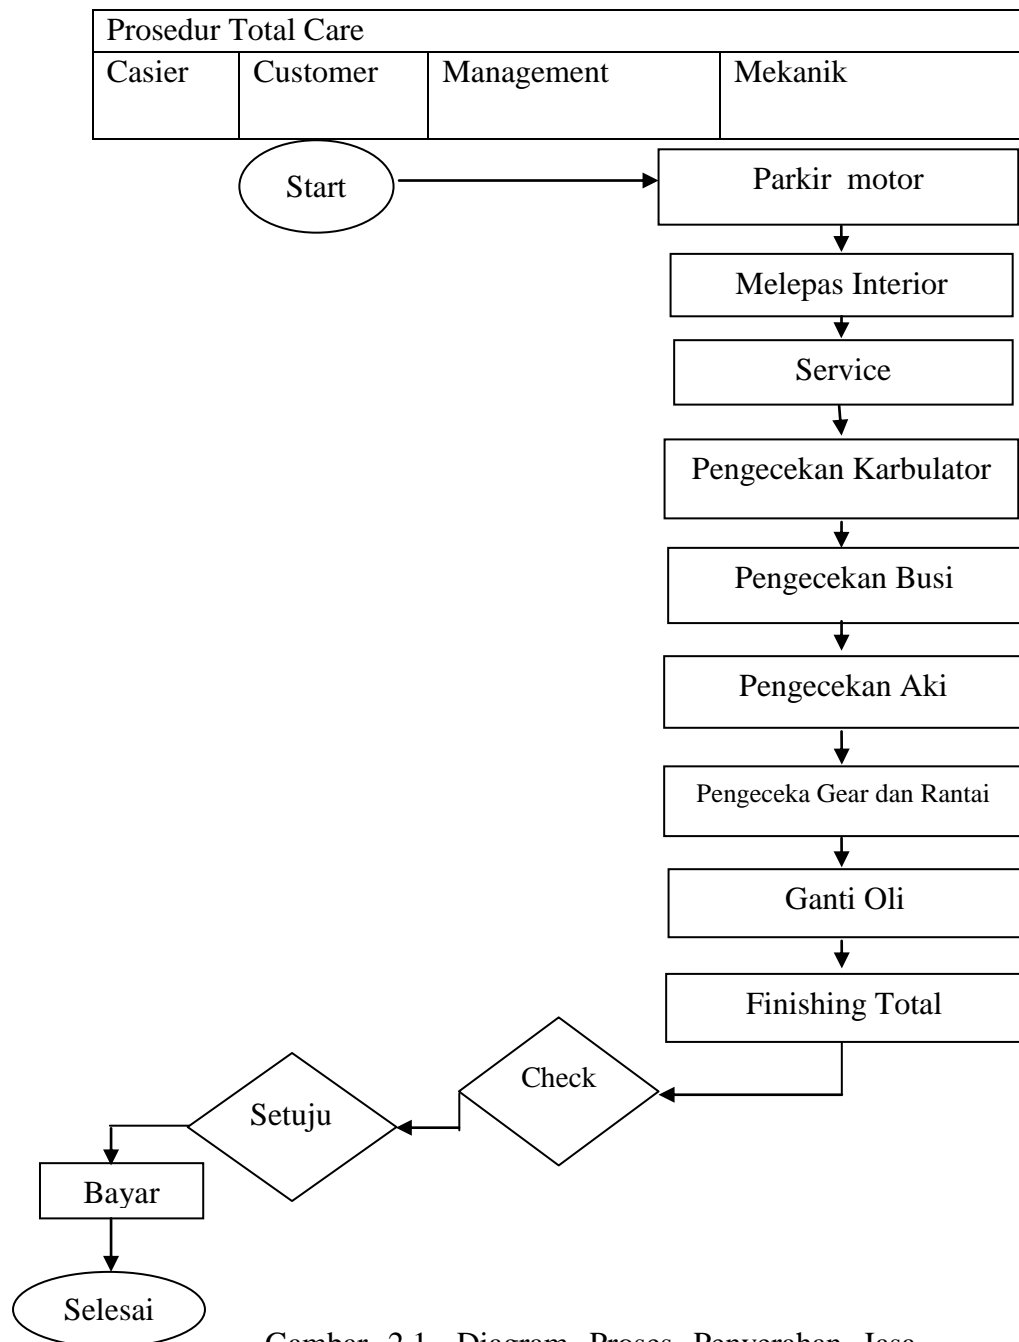 Prosedur Total Care
Casier Customer Management Mekanik
Start
Parkir motor
Melepas Interior
Service
Pengecekan Karbulator
Pengecekan Busi
Pengecekan Aki
Pengeceka Gear dan Rantai
Ganti Oli
Finishing Total
Check
Setuju
Bayar
Selesai
Gambar 2.1. Diagram Proses Penyerahan Jasa